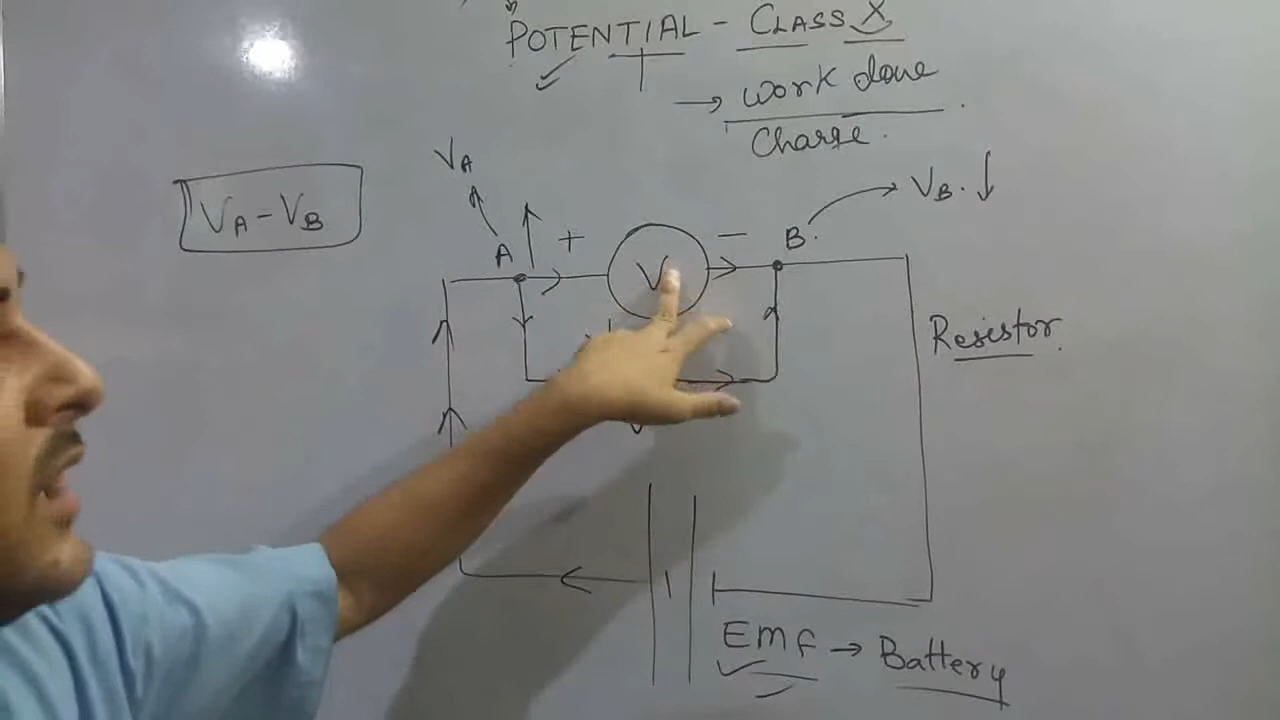 POTENTIAL - CLASS X
→ work done
Charge.
VA
VB. ↓
VA - VB
A + V - B.
Resistor.
Emf → Battery